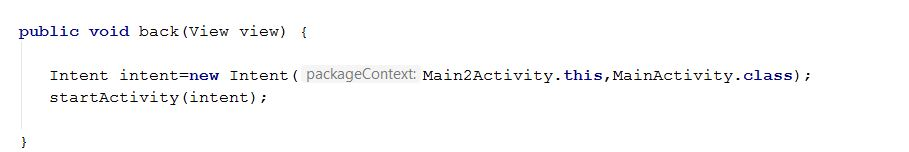 public void back(View view) {
Intent intent=new Intent( packageContext: Main2Activity.this,MainActivity.class);
startActivity(intent);
}